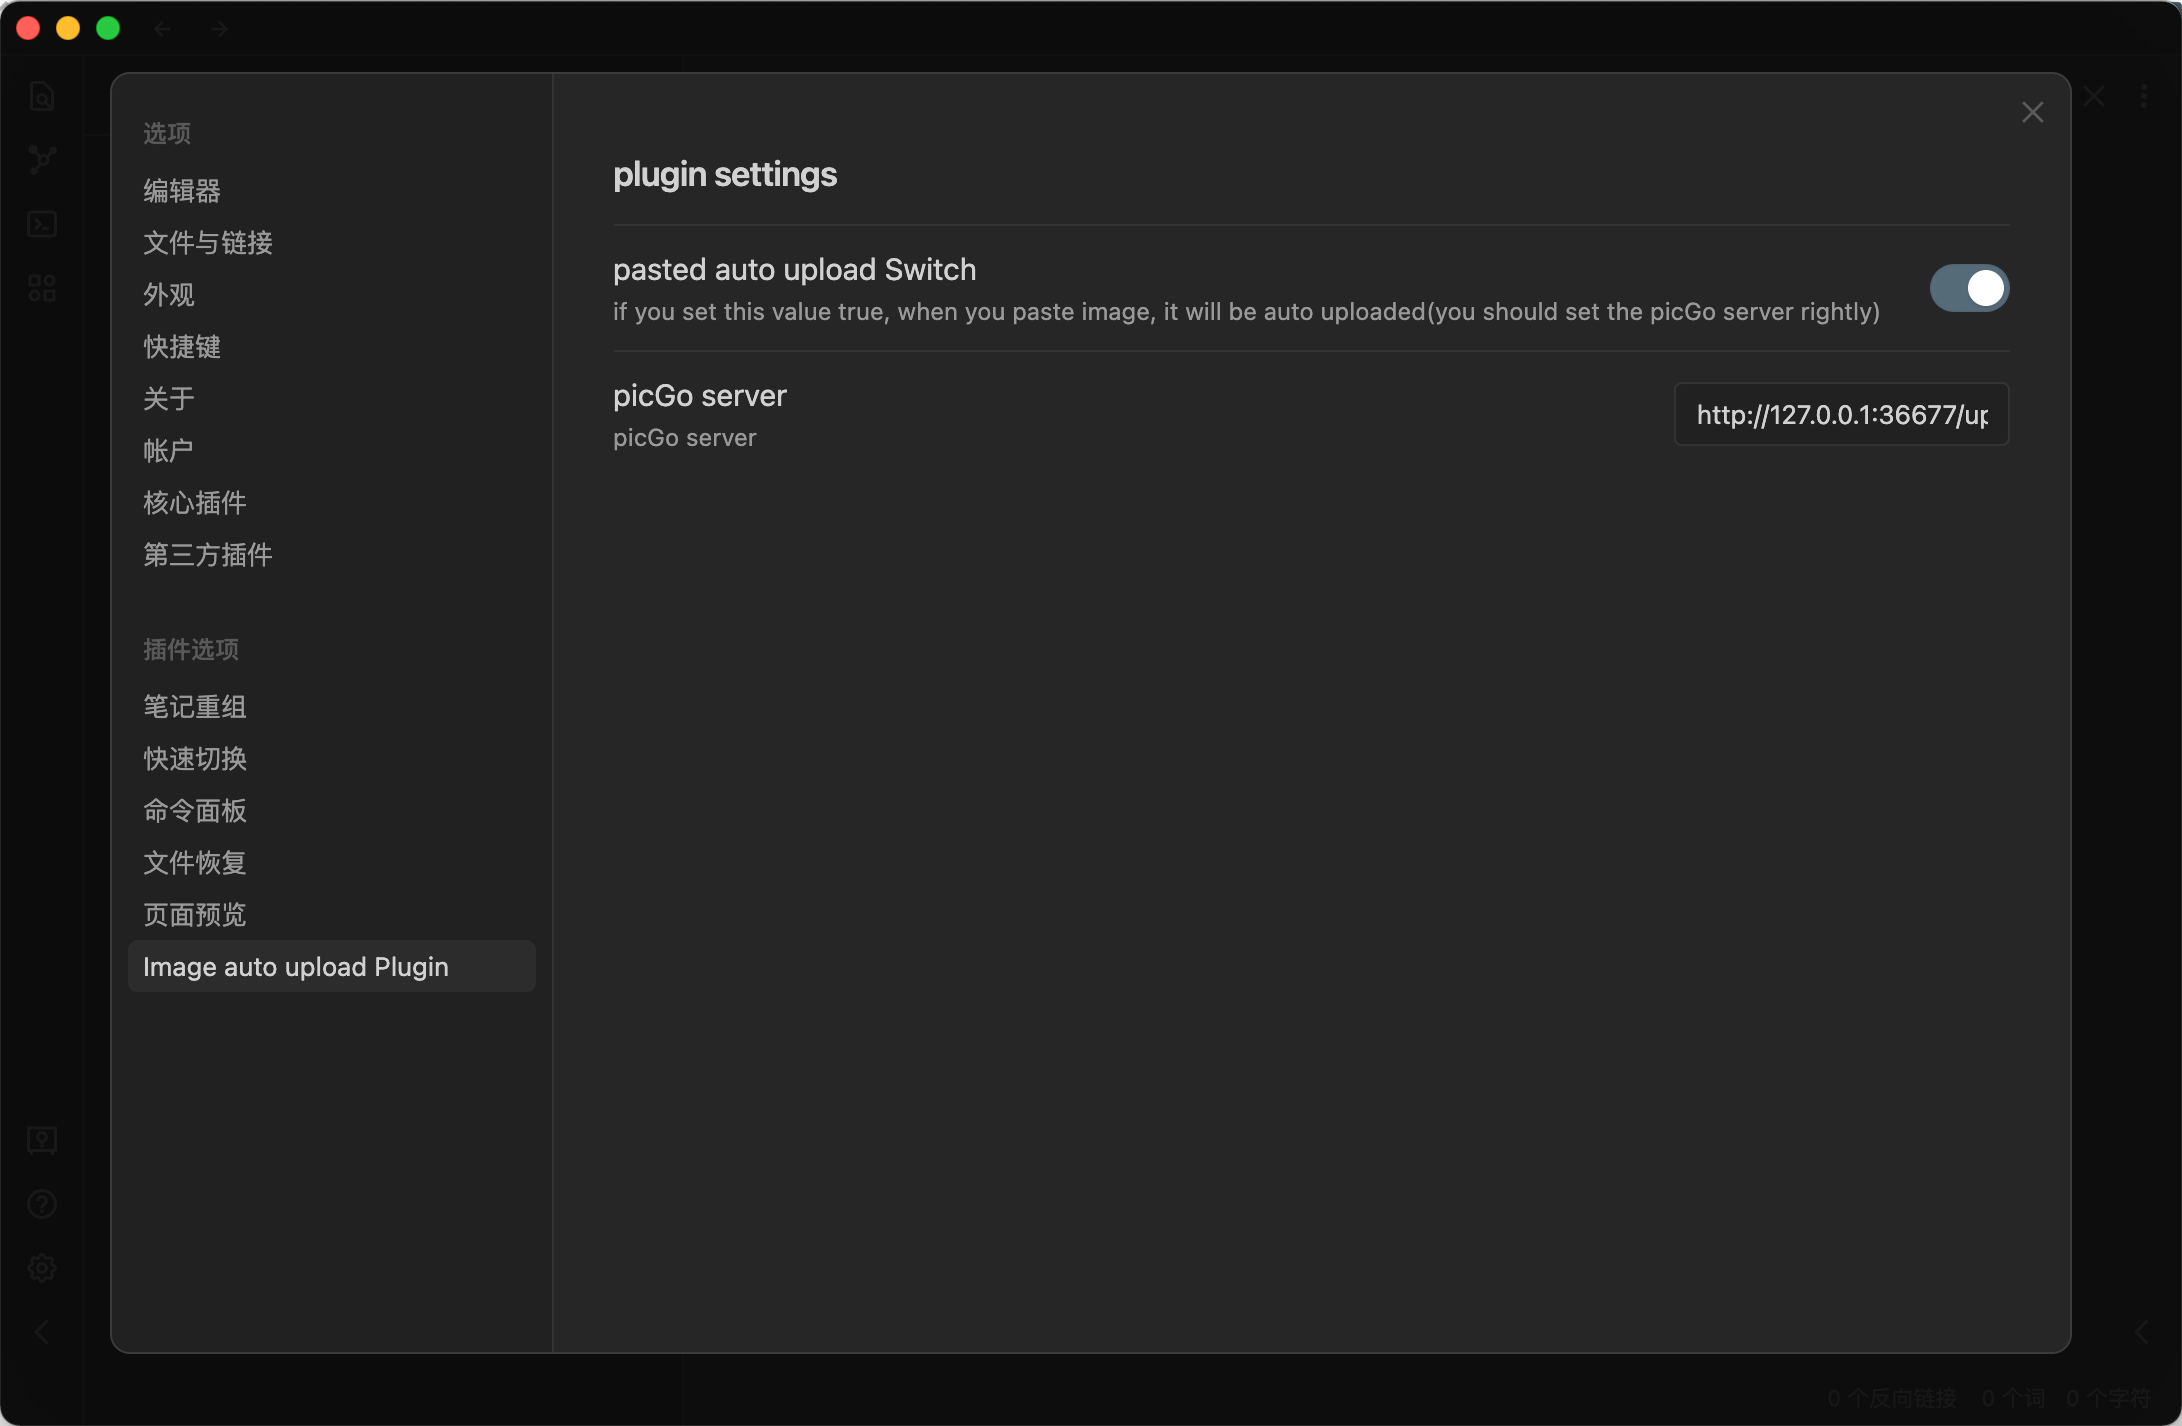 选项
编辑器
文件与链接
外观
快捷键
关于
帐户
核心插件
第三方插件
插件选项
笔记重组
快速切换
命令面板
文件恢复
页面预览
Image auto upload Plugin
plugin settings
pasted auto upload Switch
if you set this value true, when you paste image, it will be auto uploaded(you should set the picGo server rightly)
picGo server
picGo server
http://127.0.0.1:36677/up
0 个反向链接 0 个词 0 个字符